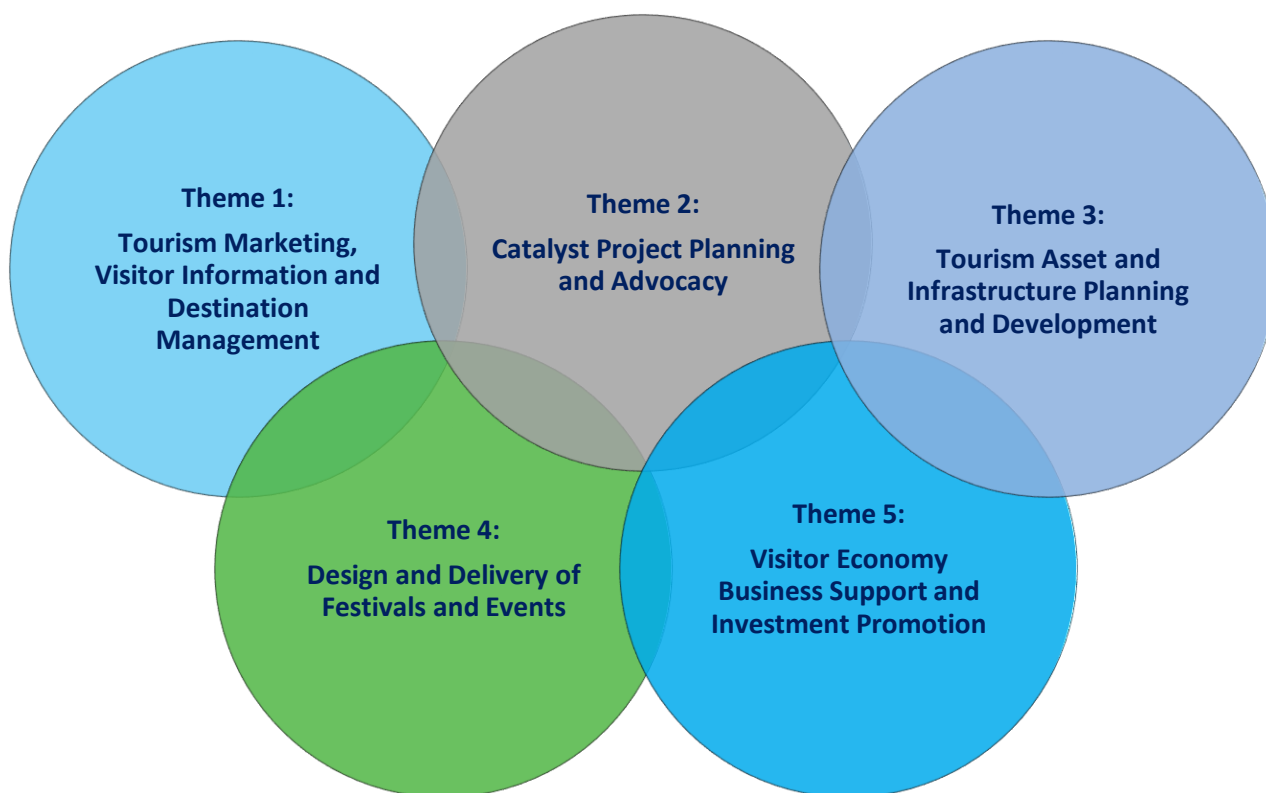 Theme 1:
Tourism Marketing,
Visitor Information and
Destination
Management
Theme 2:
Catalyst Project Planning
and Advocacy
Theme 3:
Tourism Asset and
Infrastructure Planning
and Development
Theme 4:
Design and Delivery of
Festivals and Events
Theme 5:
Visitor Economy
Business Support and
Investment Promotion